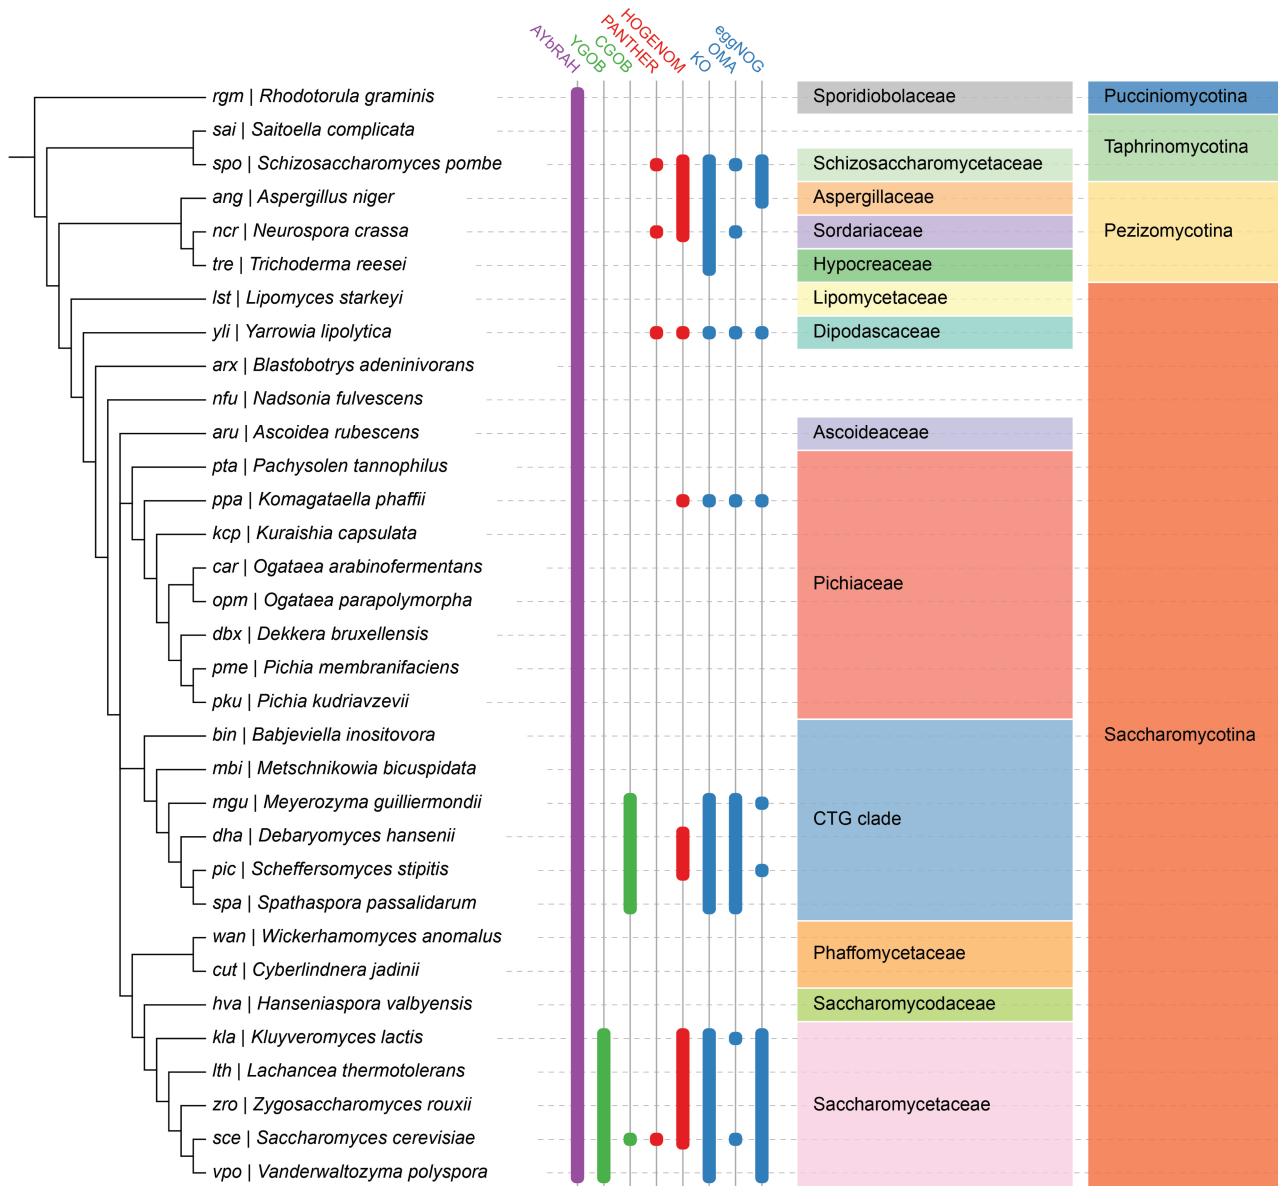 AYbRAH
YGOB
CGOB
PANTHER
HOGENOM
KO
OMA
eggNOG
rgm | Rhodotorula graminis
sai | Saitoella complicata
spo | Schizosaccharomyces pombe
ang | Aspergillus niger
ncr | Neurospora crassa
tre | Trichoderma reesei
lst | Lipomyces starkeyi
yli | Yarrowia lipolytica
arx | Blastobotrys adeninivorans
nfu | Nadsonia fulvescens
aru | Ascoidea rubescens
pta | Pachysolen tannophilus
ppa | Komagataella phaffii
kcp | Kuraishia capsulata
car | Ogataea arabinofermentans
opm | Ogataea parapolymorpha
dbx | Dekkera bruxellensis
pme | Pichia membranifaciens
pku | Pichia kudriavzevii
bin | Babjeviella inositovora
mbi | Metschnikowia bicuspidata
mgu | Meyerozyma guilliermondii
dha | Debaryomyces hansenii
pic | Scheffersomyces stipitis
spa | Spathaspora passalidarum
wan | Wickerhamomyces anomalus
cut | Cyberlindnera jadinii
hva | Hanseniaspora valbyensis
kla | Kluyveromyces lactis
lth | Lachancea thermotolerans
zro | Zygosaccharomyces rouxii
sce | Saccharomyces cerevisiae
vpo | Vanderwaltozyma polyspora
Sporidiobolaceae
Schizosaccharomycetaceae
Aspergillaceae
Sordariaceae
Hypocreaceae
Lipomycetaceae
Dipodascaceae
Ascoideaceae
Pichiaceae
CTG clade
Phaffomycetaceae
Saccharomycodaceae
Saccharomycetaceae
Pucciniomycotina
Taphrinomycotina
Pezizomycotina
Saccharomycotina